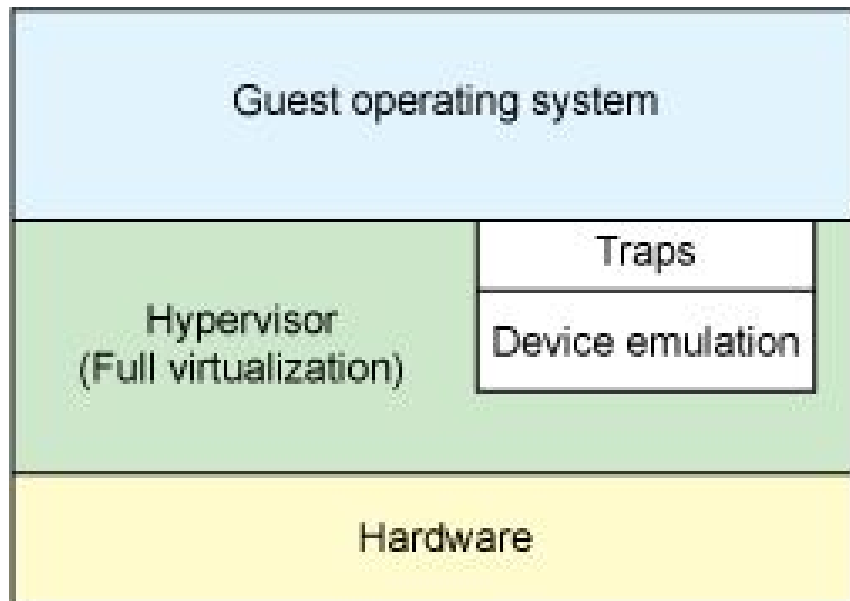 Guest operating system
Traps
Hypervisor
(Full virtualization)
Device emulation
Hardware